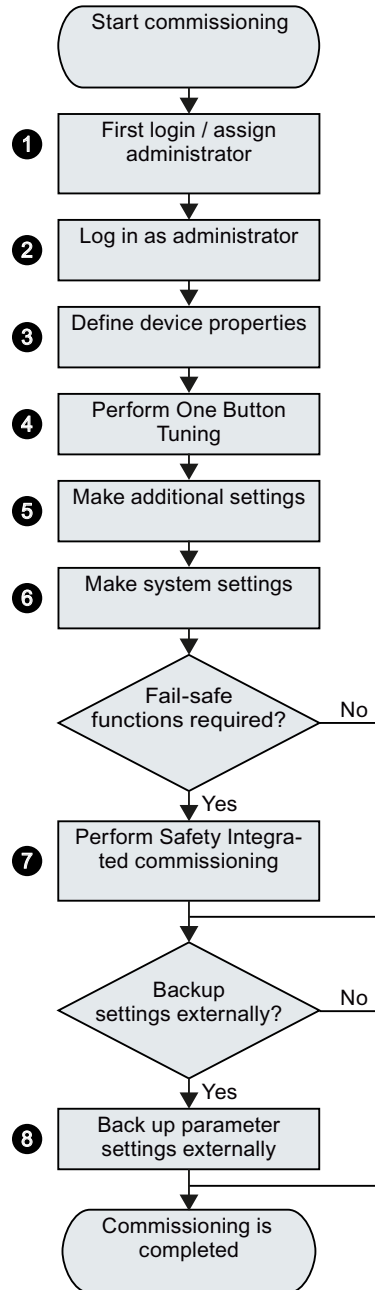 Start commissioning
1
First login / assign
administrator
2
Log in as administrator
3
Define device properties
4
Perform One Button
Tuning
5
Make additional settings
6
Make system settings
Fail-safe
functions required?
No
Yes
7
Perform Safety Integra-
ted commissioning
Backup
settings externally?
No
Yes
8
Back up parameter
settings externally
Commissioning is
completed